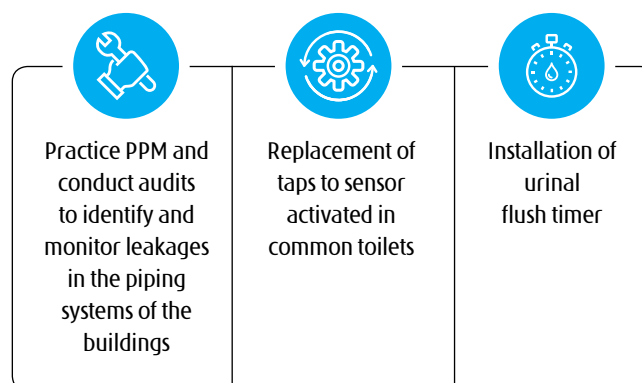 Practice PPM and
conduct audits
to identify and
monitor leakages
in the piping
systems of the
buildings
Replacement of
taps to sensor
activated in
common toilets
Installation of
urinal
flush timer